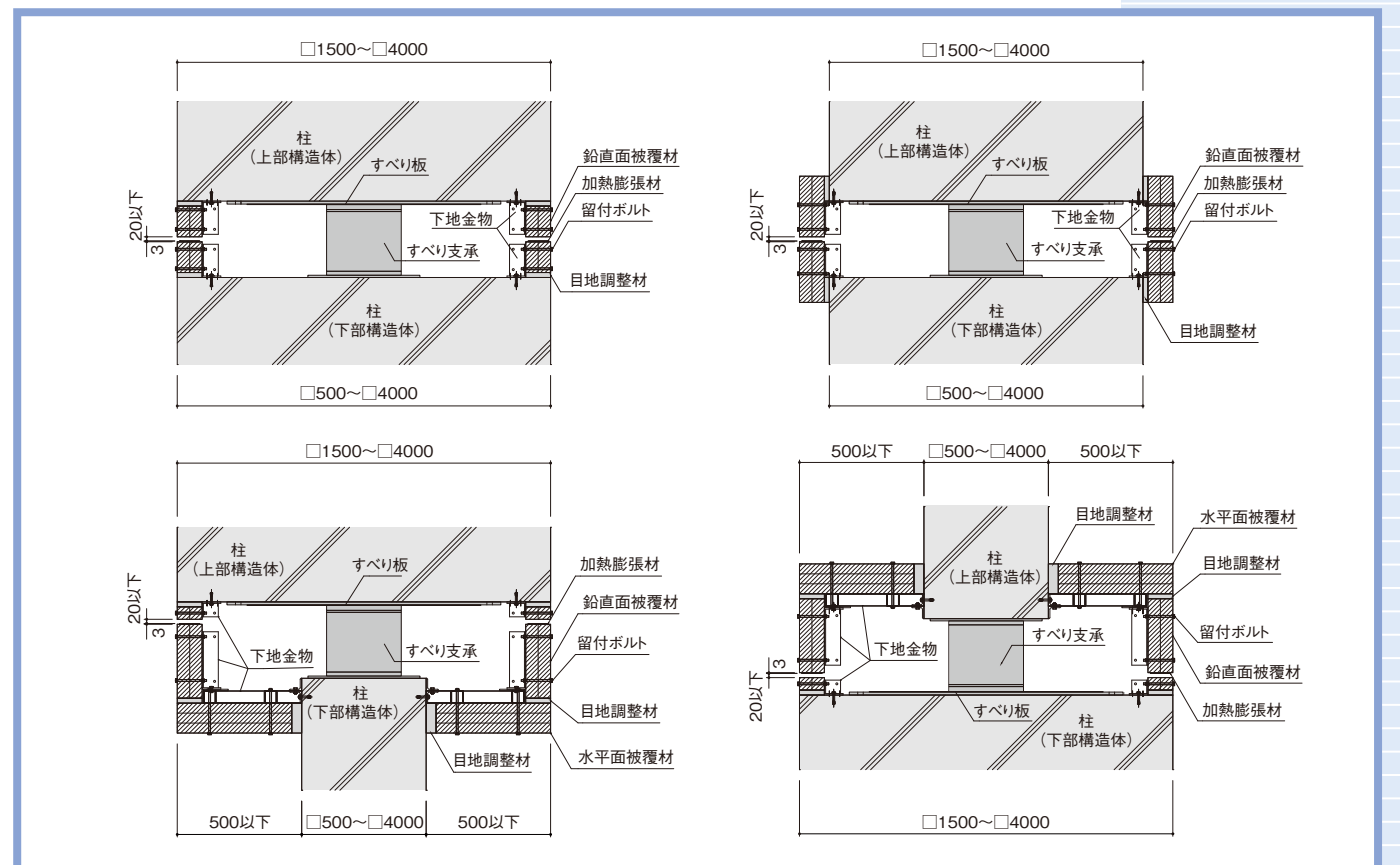 □1500〜□4000
柱
(上部構造体)
すべり板
鉛直面被覆材
加熱膨張材
留付ボルト
下地金物
20以下
3
すべり支承
目地調整材
柱
(下部構造体)
□500〜□4000
□1500〜□4000
柱
(上部構造体)
すべり板
鉛直面被覆材
加熱膨張材
留付ボルト
下地金物
20以下
3
すべり支承
柱
(下部構造体)
目地調整材
□500〜□4000
□1500〜□4000
柱
(上部構造体)
すべり板
加熱膨張材
20以下
3
鉛直面被覆材
下地金物
すべり支承
留付ボルト
柱
(下部構造体)
目地調整材
目地調整材
水平面被覆材
500以下
□500〜□4000
500以下
500以下
□500〜□4000
500以下
目地調整材
水平面被覆材
柱
(上部構造体)
目地調整材
下地金物
すべり支承
留付ボルト
3
20以下
鉛直面被覆材
すべり板
加熱膨張材
柱
(下部構造体)
□1500〜□4000